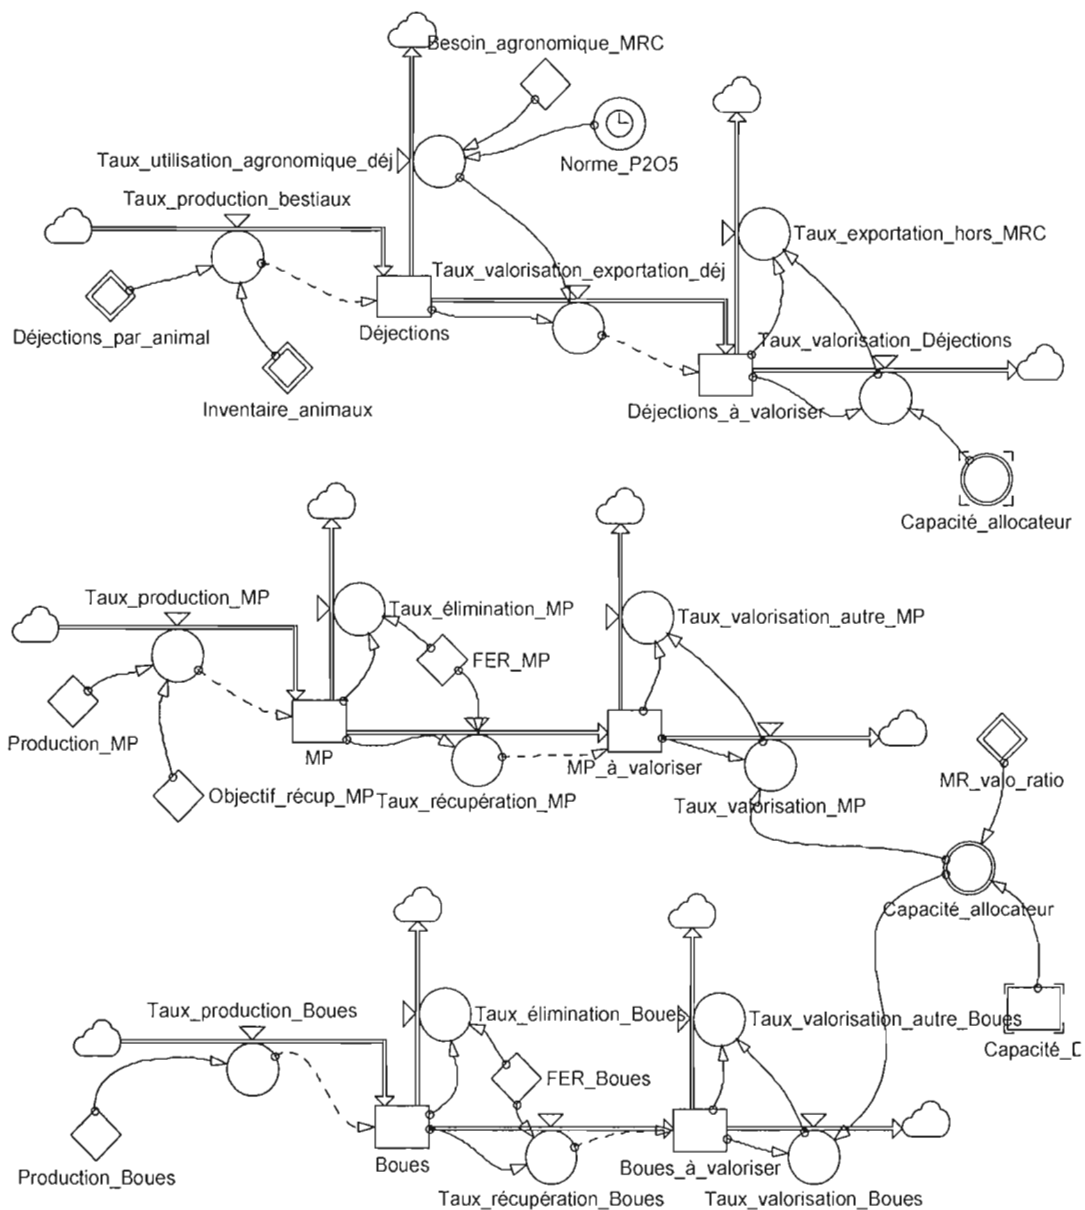 Besoin_agronomique_MRC
Taux_utilisation_agronomique_déj
Norme_P2O5
Taux_production_bestiaux
Taux_exportation_hors_MRC
Taux_valorisation_exportation_déj
Déjections_par_animal
Déjections
Taux_valorisation_Déjections
Inventaire_animaux
Déjections_à_valoriser
Capacité_allocateur
Taux_production_MP
Taux_élimination_MP
Taux_valorisation_autre_MP
FER_MP
Production_MP
MP
MP_à_valoriser
MR_valo_ratio
Objectif_récup_MP
Taux_récupération_MP
Taux_valorisation_MP
Capacité_allocateur
Taux_production_Boues
Taux_élimination_Boues
Taux_valorisation_autre_Boues
Capacité_D
FER_Boues
Production_Boues
Boues
Boues_à_valoriser
Taux_récupération_Boues
Taux_valorisation_Boues